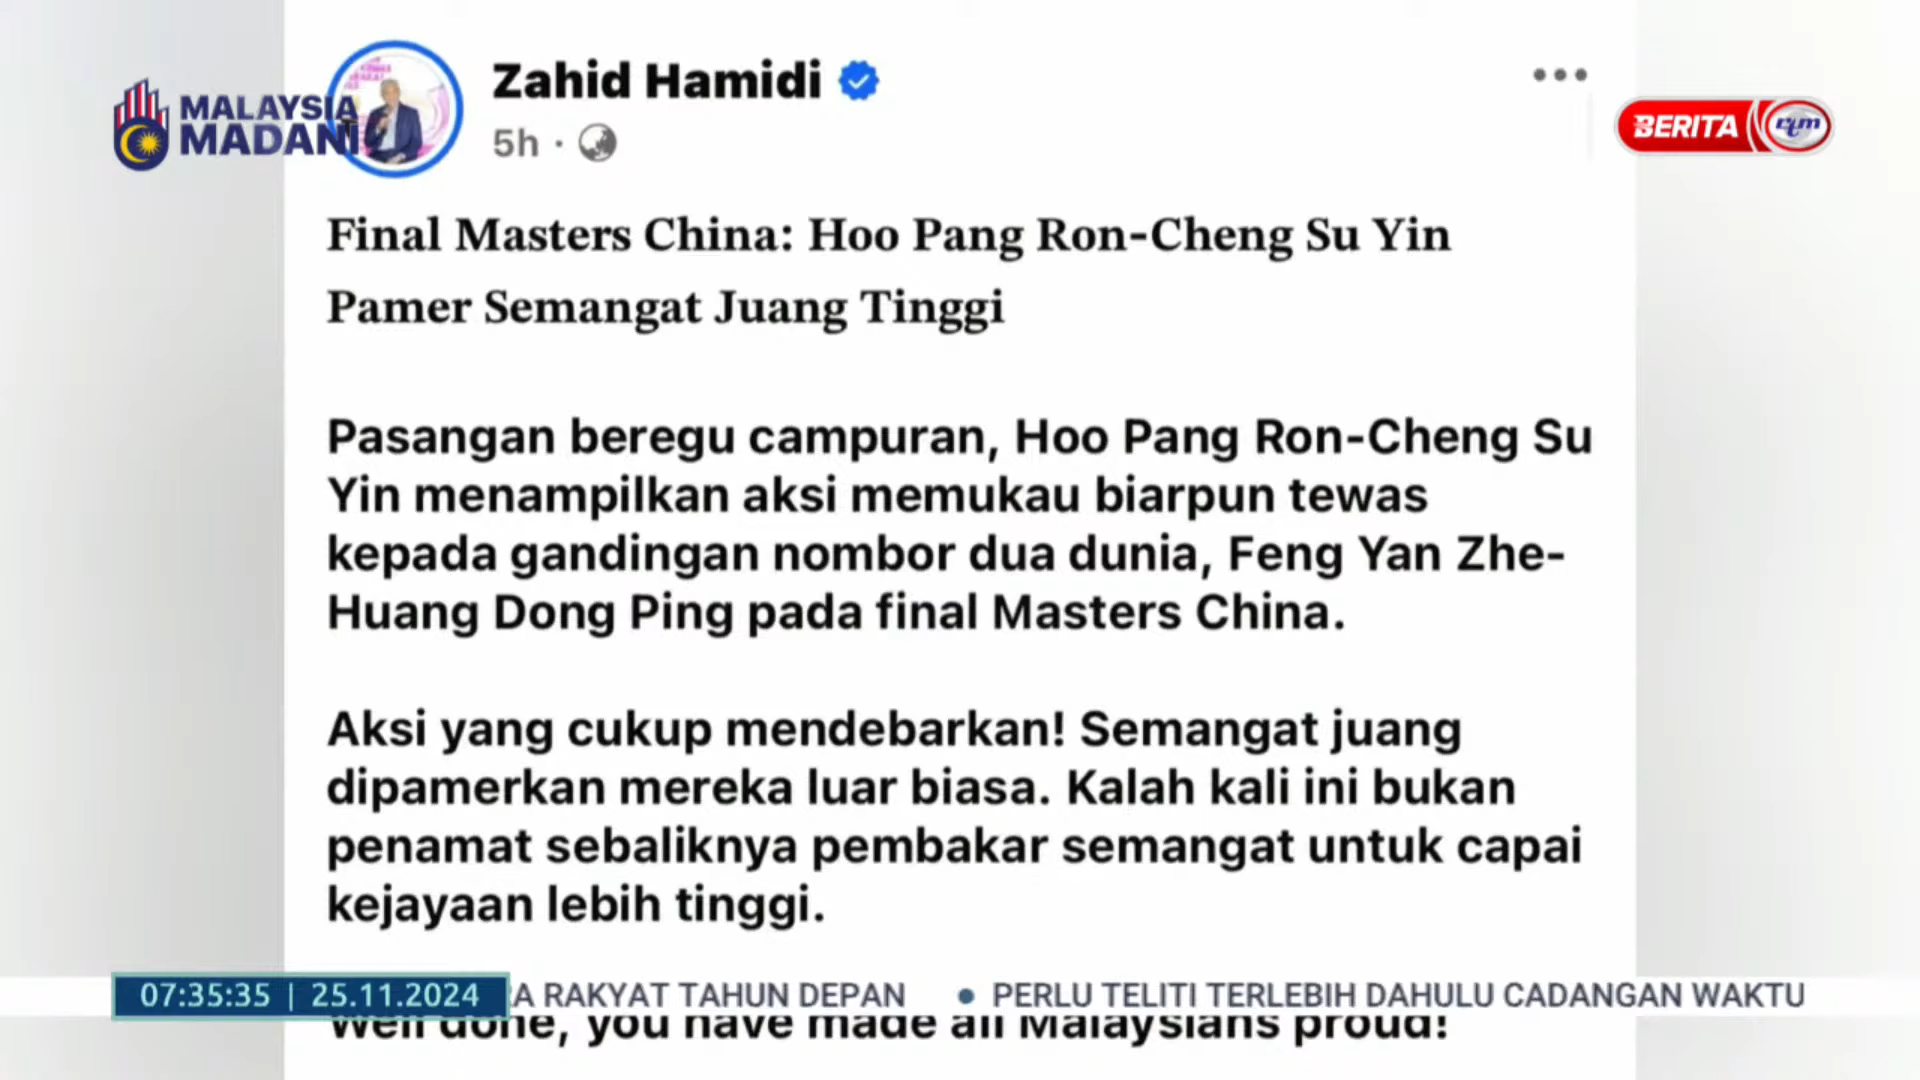 Zahid Hamidi
MALAYSIA
MADANI
5h ·
BERITA rtm
Final Masters China: Hoo Pang Ron-Cheng Su Yin
Pamer Semangat Juang Tinggi
Pasangan beregu campuran, Hoo Pang Ron-Cheng Su
Yin menampilkan aksi memukau biarpun tewas
kepada gandingan nombor dua dunia, Feng Yan Zhe-
Huang Dong Ping pada final Masters China.
Aksi yang cukup mendebarkan! Semangat juang
dipamerkan mereka luar biasa. Kalah kali ini bukan
penamat sebaliknya pembakar semangat untuk capai
kejayaan lebih tinggi.
07:35:35 | 25.11.2024 RAKYAT TAHUN DEPAN • PERLU TELITI TERLEBIH DAHULU CADANGAN WAKTU
Well done, you have made all Malaysians proud!